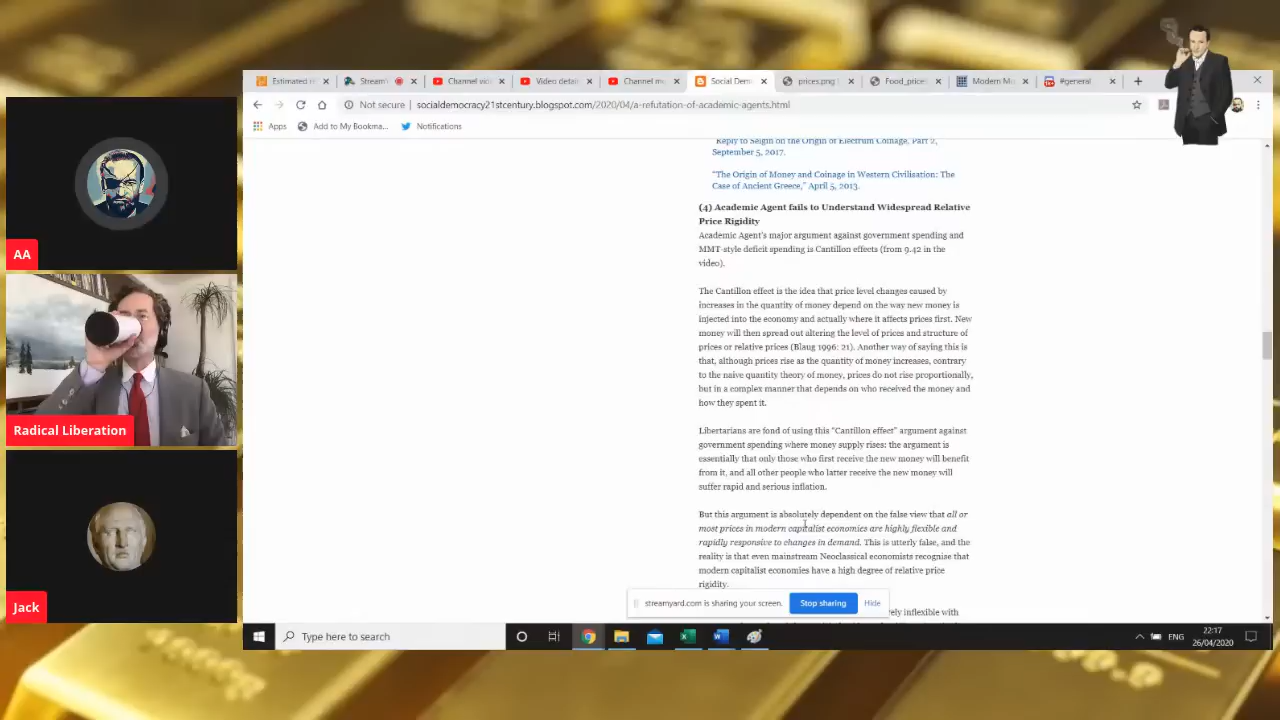 Estimated ri
Stream
Channel vid
Video detai
Channel mo
Social Dem
prices.png
Food_prices
Modern Mo
#general
Not secure
socialdemocracy21stcentury.blogspot.com/2020/04/a-refutation-of-academic-agents.html
Apps
Add to My Bookma...
Notifications
"Reply to Selgin on the Origin of Electrum Coinage, Part 2,
September 5, 2017.
"The Origin of Money and Coinage in Western Civilisation: The
Case of Ancient Greece," April 5, 2013.
(4) Academic Agent fails to Understand Widespread Relative
Price Rigidity
Academic Agent's major argument against government spending and
MMT-style deficit spending is Cantillon effects (from 9.42 in the
video).
The Cantillon effect is the idea that price level changes caused by
increases in the quantity of money depend on the way new money is
injected into the economy and actually where it affects prices first. New
money will then spread out altering the level of prices and structure of
prices or relative prices (Blaug 1996: 21). Another way of saying this is
that, although prices rise as the quantity of money increases, contrary
to the naive quantity theory of money, prices do not rise proportionally,
but in a complex manner that depends on who received the money and
how they spent it.
Libertarians are fond of using this "Cantillon effect" argument against
government spending where money supply rises: the argument is
essentially that only those who first receive the new money will benefit
from it, and all other people who latter receive the new money will
suffer rapid and serious inflation.
But this argument is absolutely dependent on the false view that all or
most prices in modern capitalist economies are highly flexible and
rapidly responsive to changes in demand. This is utterly false, and the
reality is that even mainstream Neoclassical economists recognise that
modern capitalist economies have a high degree of relative price
rigidity.
ely inflexible with
streamyard.com is sharing your screen.
Stop sharing
Hide
Type here to search
ENG
22:17
26/04/2020
AA
Radical Liberation
Jack